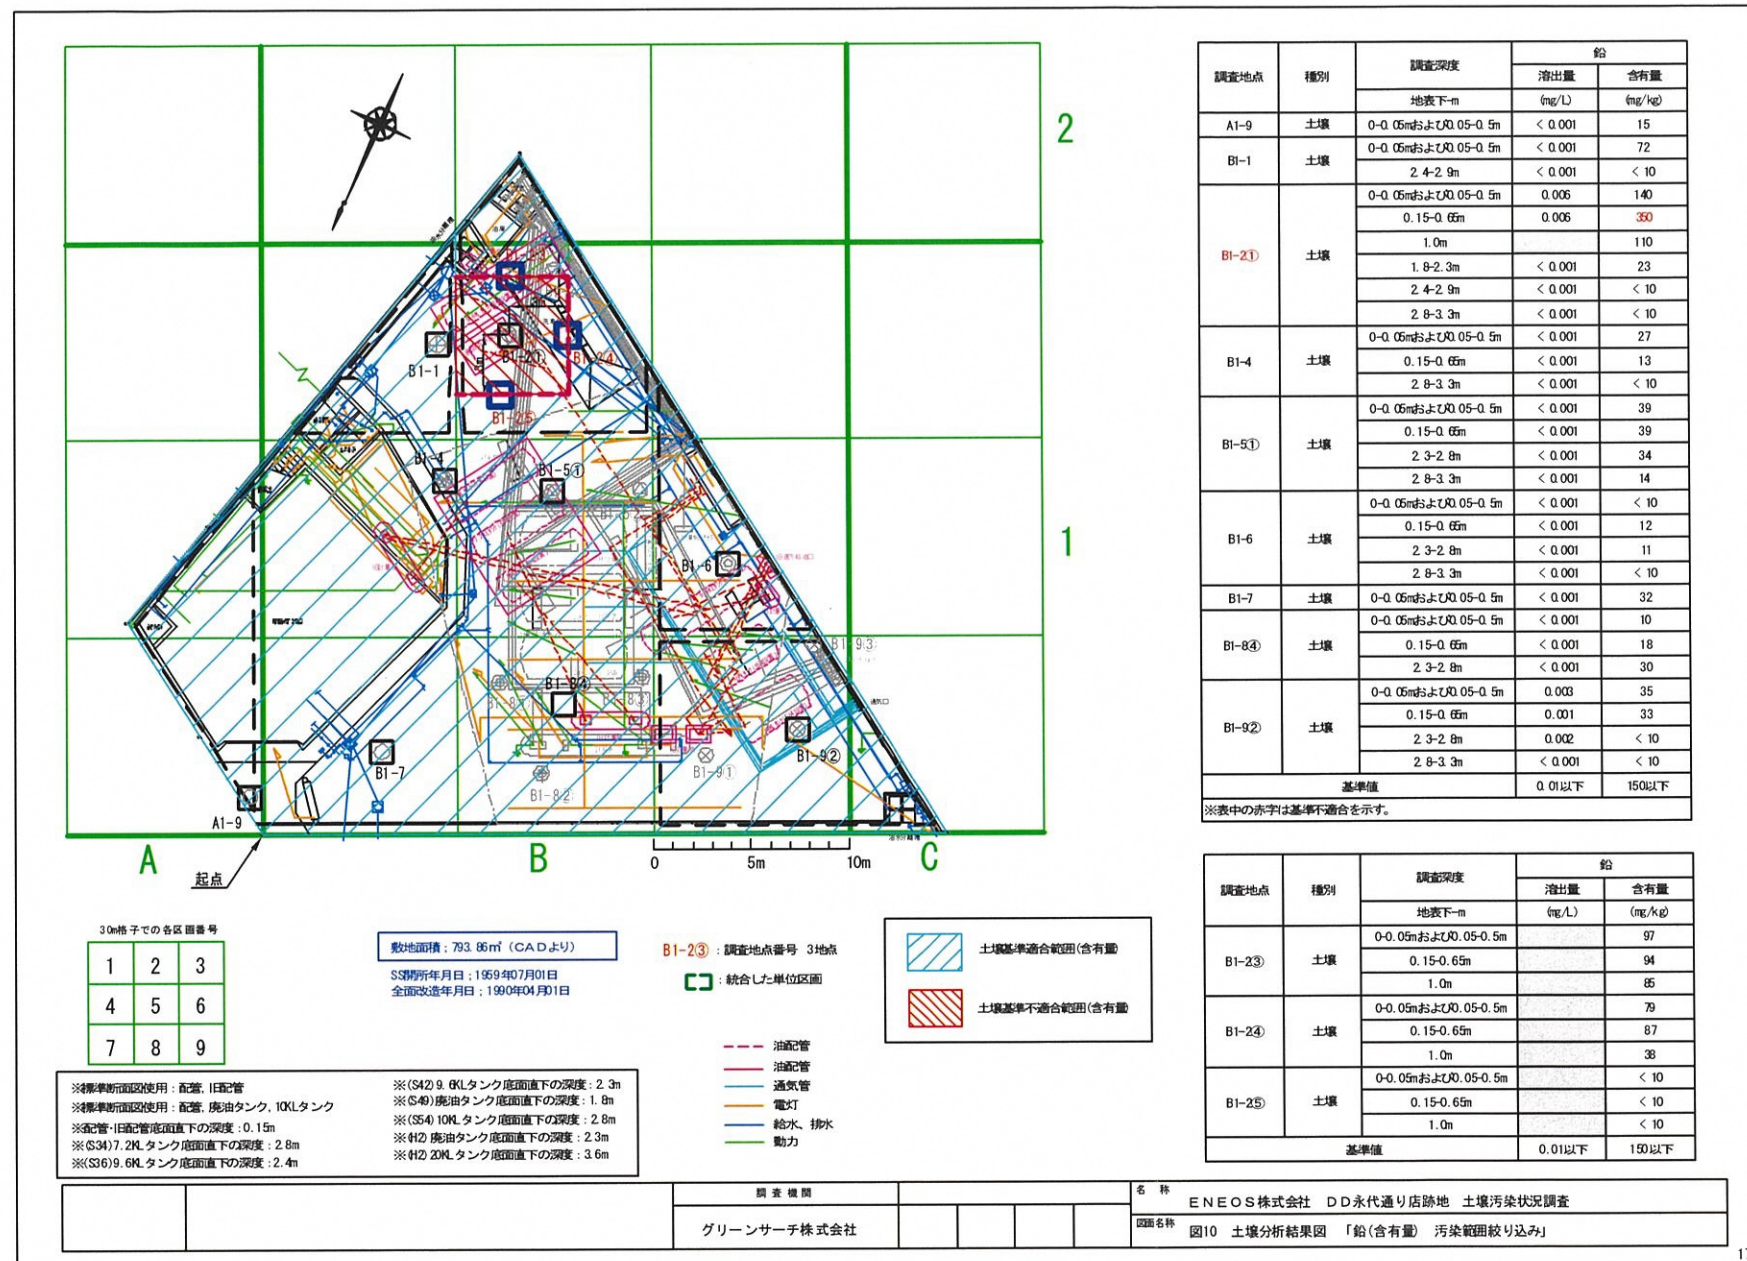 2
1
A
B
C
起点
0 5m 10m
B1-1
B1-2①
B1-2④
B1-2⑤
B1-4
B1-5①
B1-6
B1-7
B1-8④
B1-8②
B1-9①
B1-9②
B1-9③
A1-9
通気口
調査地点 種別 調査深度 鉛
溶出量 含有量
地表下-m (mg/L) (mg/kg)
A1-9 土壌 0-0.05mおよび0.05-0.5m < 0.001 15
B1-1 土壌 0-0.05mおよび0.05-0.5m < 0.001 72
2.4-2.9m < 0.001 < 10
B1-2① 土壌 0-0.05mおよび0.05-0.5m 0.006 140
0.15-0.65m 0.006 350
1.0m 110
1.8-2.3m < 0.001 23
2.4-2.9m < 0.001 < 10
2.8-3.3m < 0.001 < 10
B1-4 土壌 0-0.05mおよび0.05-0.5m < 0.001 27
0.15-0.65m < 0.001 13
2.8-3.3m < 0.001 < 10
B1-5① 土壌 0-0.05mおよび0.05-0.5m < 0.001 39
0.15-0.65m < 0.001 39
2.3-2.8m < 0.001 34
2.8-3.3m < 0.001 14
B1-6 土壌 0-0.05mおよび0.05-0.5m < 0.001 < 10
0.15-0.65m < 0.001 12
2.3-2.8m < 0.001 11
2.8-3.3m < 0.001 < 10
B1-7 土壌 0-0.05mおよび0.05-0.5m < 0.001 32
B1-8④ 土壌 0-0.05mおよび0.05-0.5m < 0.001 10
0.15-0.65m < 0.001 18
2.3-2.8m < 0.001 30
B1-9② 土壌 0-0.05mおよび0.05-0.5m 0.003 35
0.15-0.65m 0.001 33
2.3-2.8m 0.002 < 10
2.8-3.3m < 0.001 < 10
基準値 0.01以下 150以下
※表中の赤字は基準不適合を示す。
調査地点 種別 調査深度 鉛
溶出量 含有量
地表下-m (mg/L) (mg/kg)
B1-2③ 土壌 0-0.05mおよび0.05-0.5m 97
0.15-0.65m 94
1.0m 85
B1-2④ 土壌 0-0.05mおよび0.05-0.5m 79
0.15-0.65m 87
1.0m 38
B1-2⑤ 土壌 0-0.05mおよび0.05-0.5m < 10
0.15-0.65m < 10
1.0m < 10
基準値 0.01以下 150以下
30m格子での各区画番号
1 2 3
4 5 6
7 8 9
敷地面積：793.86㎡（CADより）
SS開所年月日：1959年07月01日
全面改造年月日：1990年04月01日
B1-2③：調査地点番号 3地点
：統合した単位区画
土壌基準適合範囲(含有量)
土壌基準不適合範囲(含有量)
油配管
油配管
通気管
電灯
給水、排水
動力
※標準断面図使用：配管、旧配管
※標準断面図使用：配管、廃油タンク、10KLタンク
※配管・旧配管底面直下の深度：0.15m
※(S34)7.2KLタンク底面直下の深度：2.8m
※(S36)9.6KLタンク底面直下の深度：2.4m
※(S42)9.6KLタンク底面直下の深度：2.3m
※(S49)廃油タンク底面直下の深度：1.8m
※(S54)10KLタンク底面直下の深度：2.8m
※(H2)廃油タンク底面直下の深度：2.3m
※(H2)20KLタンク底面直下の深度：3.6m
調査機関
グリーンサーチ株式会社
名称 ENEOS株式会社 DD永代通り店跡地 土壌汚染状況調査
図面名称 図10 土壌分析結果図 「鉛(含有量) 汚染範囲絞り込み」